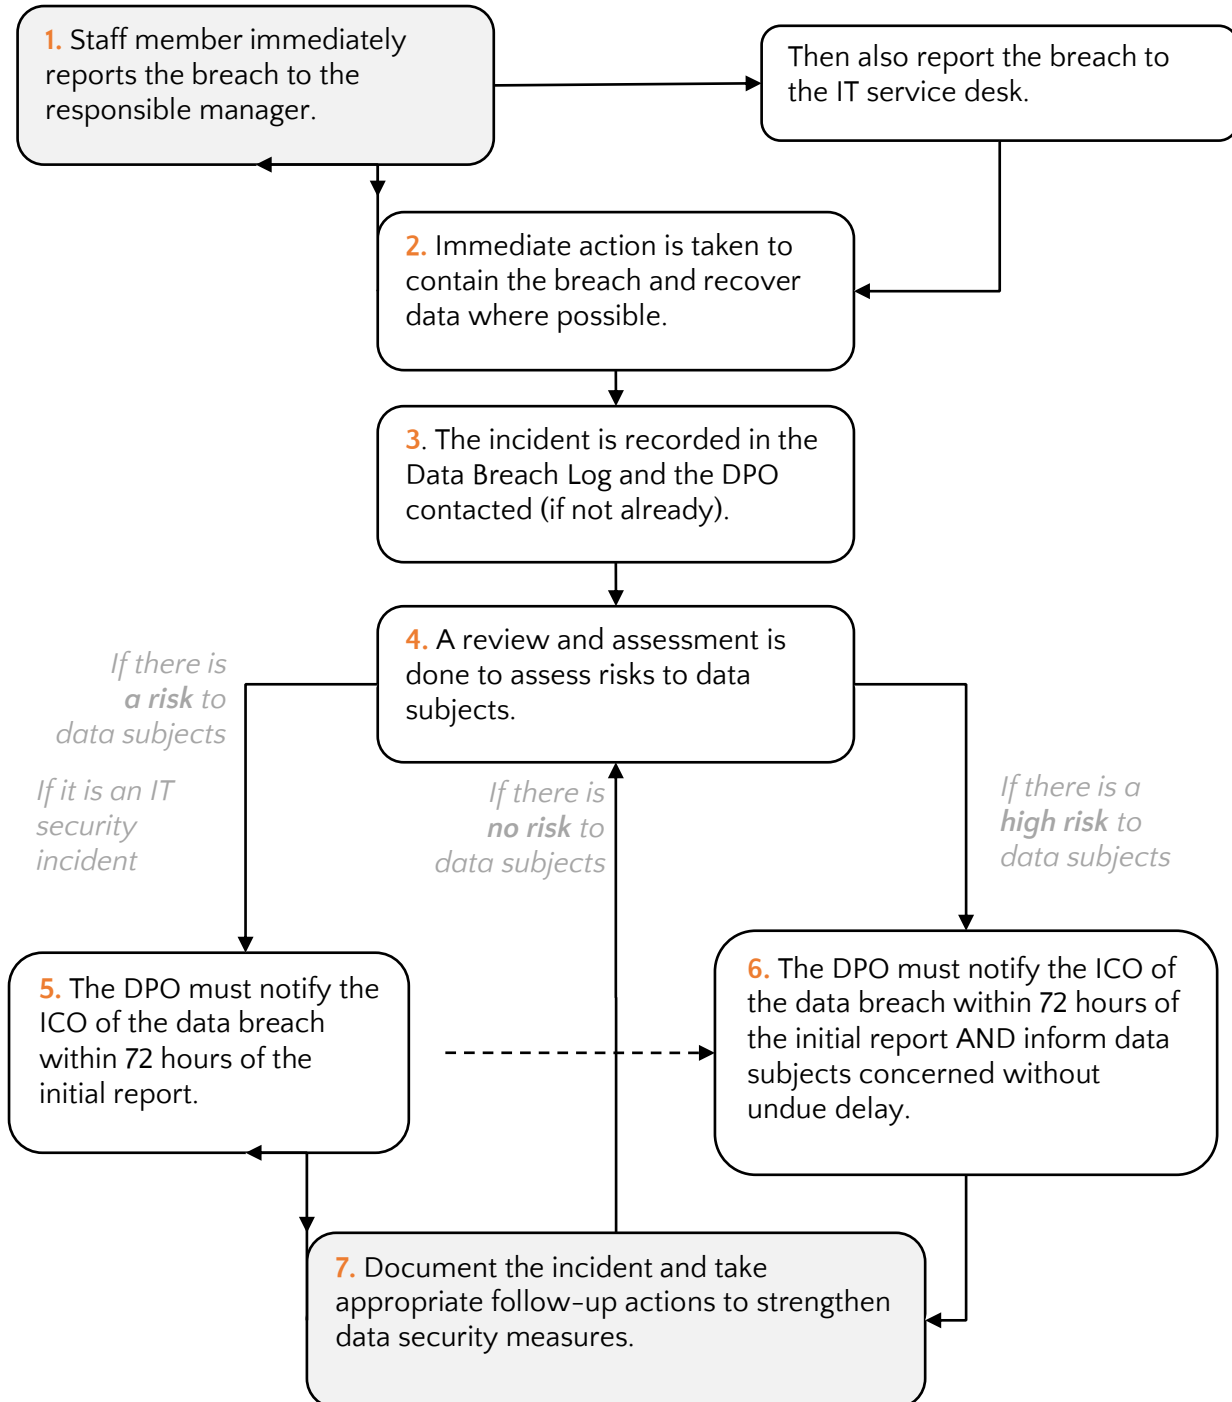 1. Staff member immediately
reports the breach to the
responsible manager.
Then also report the breach to
the IT service desk.
2. Immediate action is taken to
contain the breach and recover
data where possible.
3. The incident is recorded in the
Data Breach Log and the DPO
contacted (if not already).
4. A review and assessment is
done to assess risks to data
subjects.
If there is
a risk to
data subjects
If it is an IT
security
incident
If there is
no risk to
data subjects
If there is a
high risk to
data subjects
5. The DPO must notify the
ICO of the data breach
within 72 hours of the
initial report.
6. The DPO must notify the ICO of
the data breach within 72 hours of
the initial report AND inform data
subjects concerned without
undue delay.
7. Document the incident and take
appropriate follow-up actions to strengthen
data security measures.